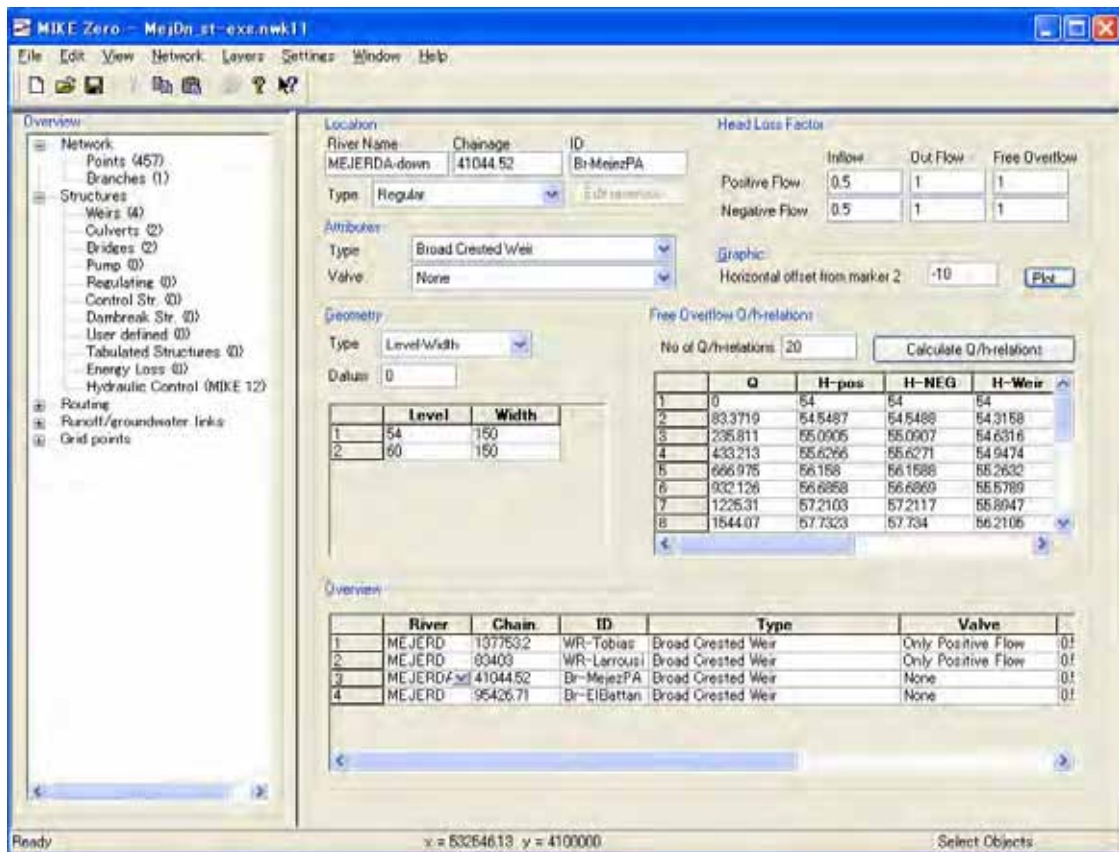 MIKE Zero - MejDn_st-exs.nwk11
File Edit View Network Layers Settings Window Help
Overview
Network
Points (457)
Branches (1)
Structures
Weirs (4)
Culverts (2)
Bridges (2)
Pump (0)
Regulating (0)
Control Str. (0)
Dambreak Str. (0)
User defined (0)
Tabulated Structures (0)
Energy Loss (0)
Hydraulic Control (MIKE 12)
Routing
Runoff/groundwater links
Grid points
Location
River Name Chainage ID
MEJERDA-down 41044.52 Br-MejezPA
Type Regular
Attributes
Type Broad Crested Weir
Valve None
Head Loss Factor
Inflow Out Flow Free Overflow
Positive Flow 0.5 1 1
Negative Flow 0.5 1 1
Graphic
Horizontal offset from marker 2 -10 Plot...
Geometry
Type Level-Width
Datum 0
Level Width
1 54 150
2 60 150
Free Overflow Q/h-relations
No of Q/h-relations 20 Calculate Q/h-relations
Q H-pos H-NEG H-Weir
1 0 54 54 54
2 83.3719 54.5487 54.5488 54.3158
3 235.811 55.0905 55.0907 54.6316
4 433.213 55.6266 55.6271 54.9474
5 666.975 56.158 56.1588 55.2632
6 932.126 56.6858 56.6869 55.5789
7 1225.31 57.2103 57.2117 55.8947
8 1544.07 57.7323 57.734 56.2105
Overview
River Chain. ID Type Valve
1 MEJERD 137753.2 WR-Tobias Broad Crested Weir Only Positive Flow
2 MEJERD 83403 WR-Larrousi Broad Crested Weir Only Positive Flow
3 MEJERDA 41044.52 Br-MejezPA Broad Crested Weir None
4 MEJERD 95426.71 Br-ElBattan Broad Crested Weir None
Ready x = 532646.13 y = 4100000 Select Objects